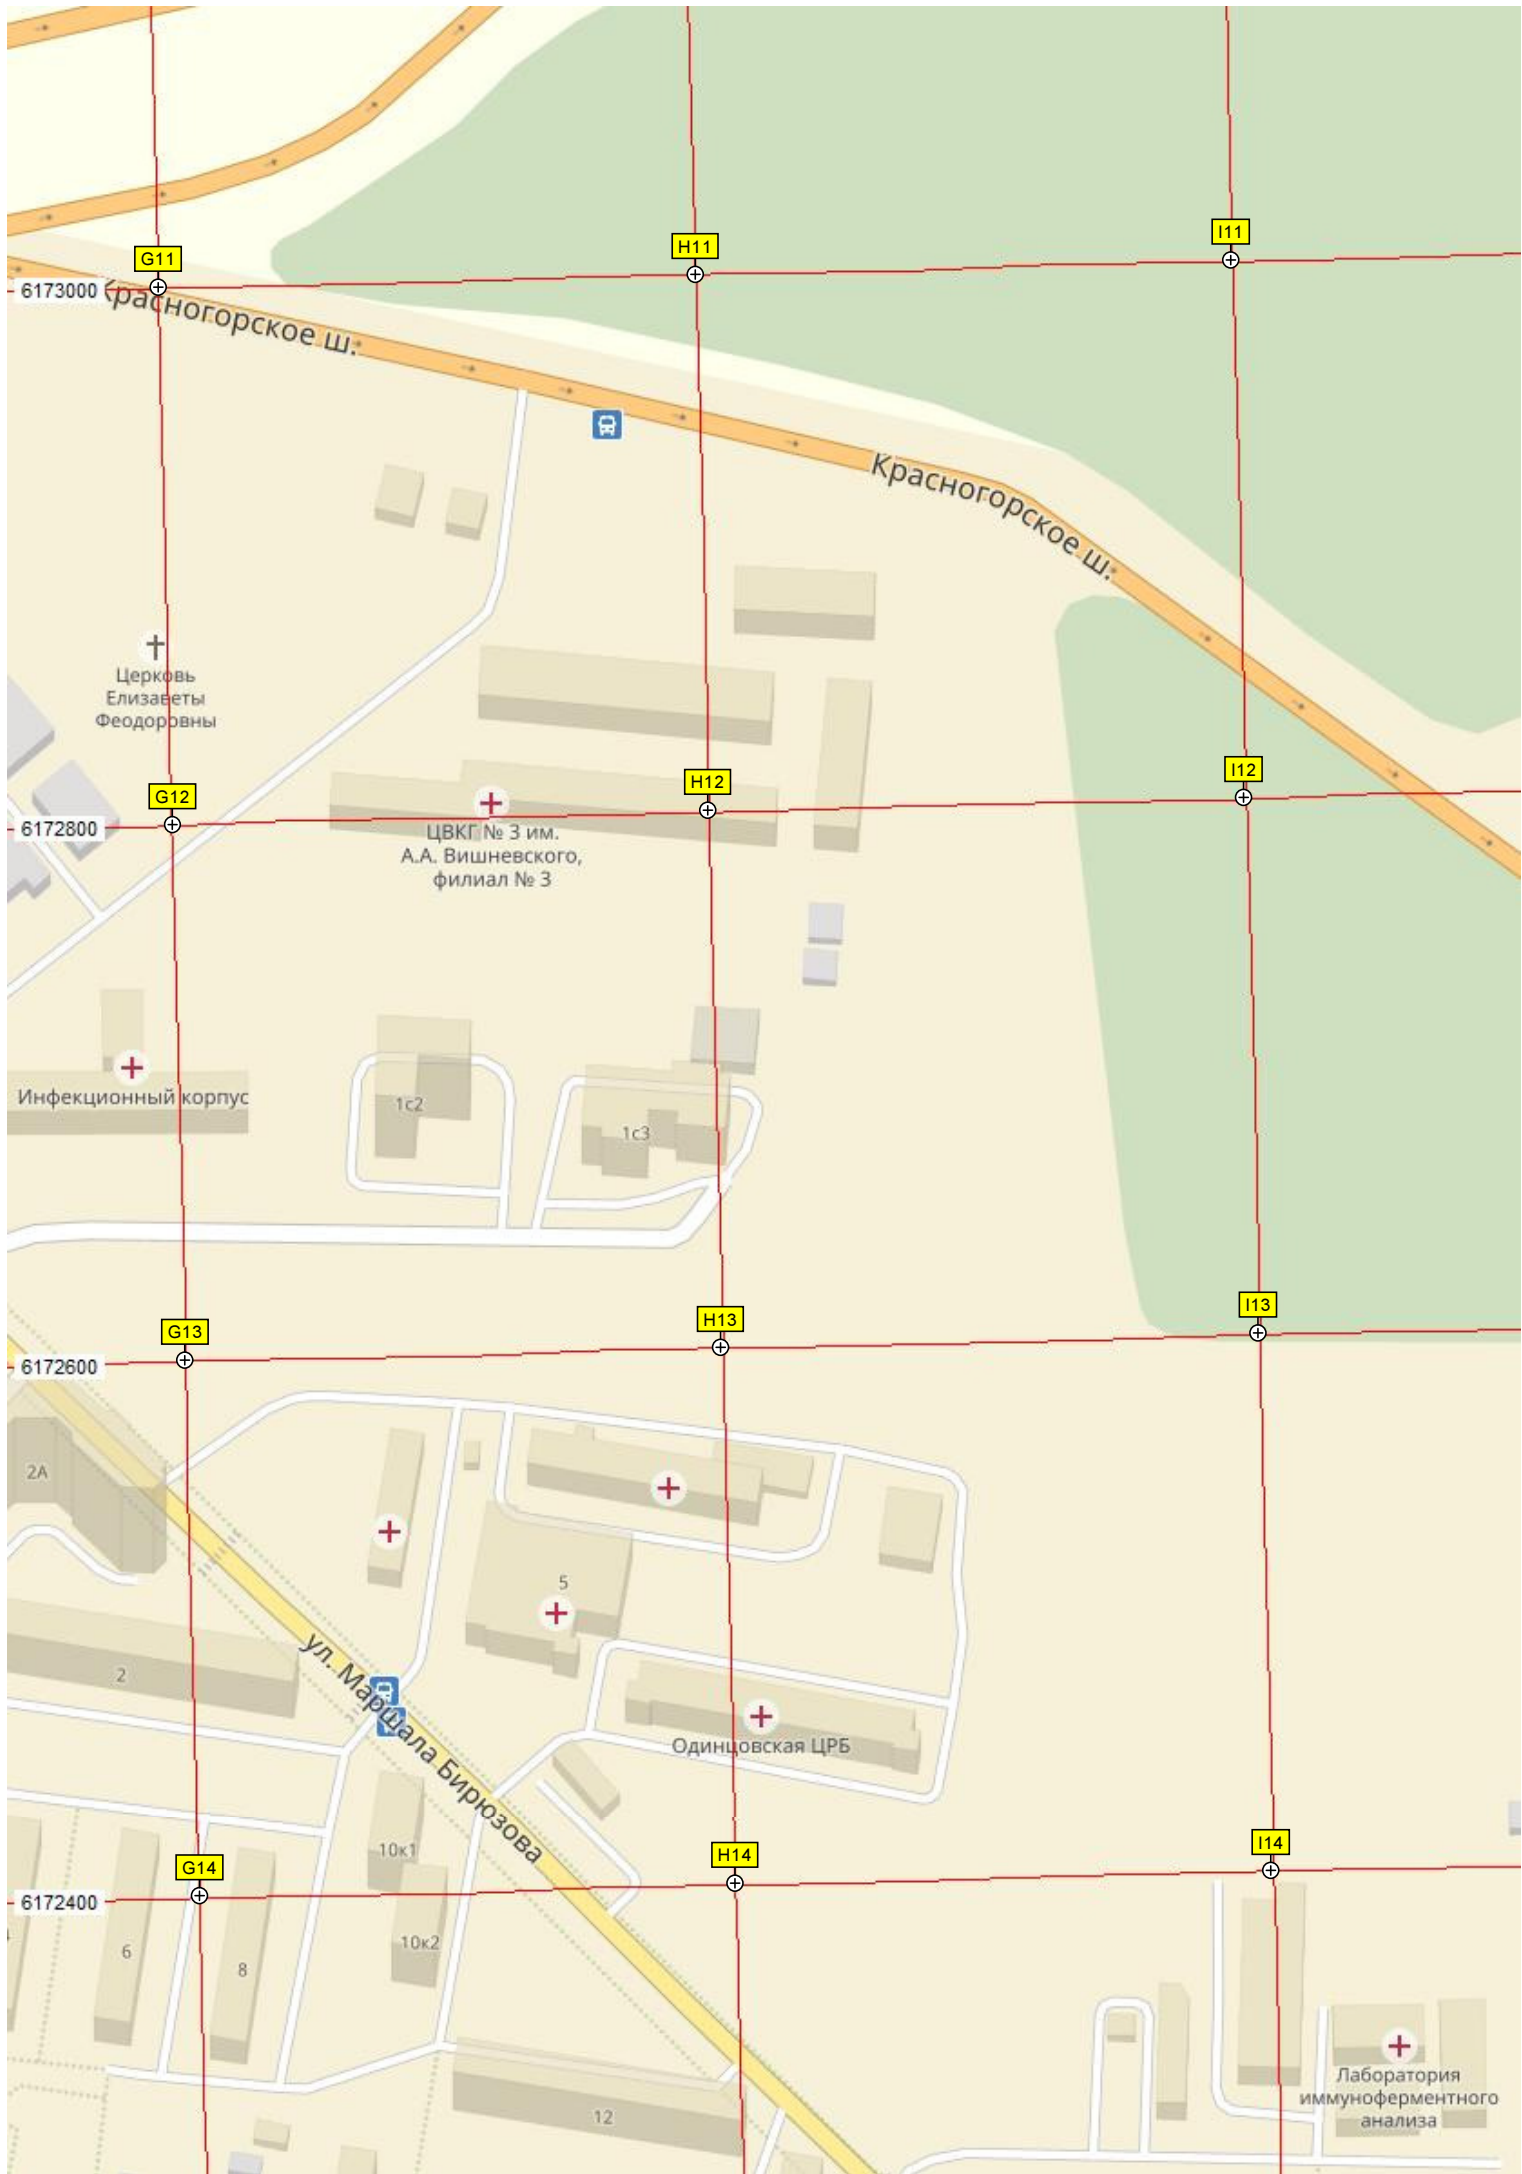 I11
H11
G11
6173000
Красногорское ш.
Красногорское ш.
Церковь
Елизаветы
Феодоровны
I12
H12
G12
6172800
ЦВКГ № 3 им.
А.А. Вишневского,
филиал № 3
Инфекционный корпус
1с2
1с3
I13
H13
G13
6172600
2А
5
2
ул. Маршала Бирюзова
Одинцовская ЦРБ
10к1
I14
H14
G14
6172400
10к2
6
8
Лаборатория
иммуноферментного
анализа
12